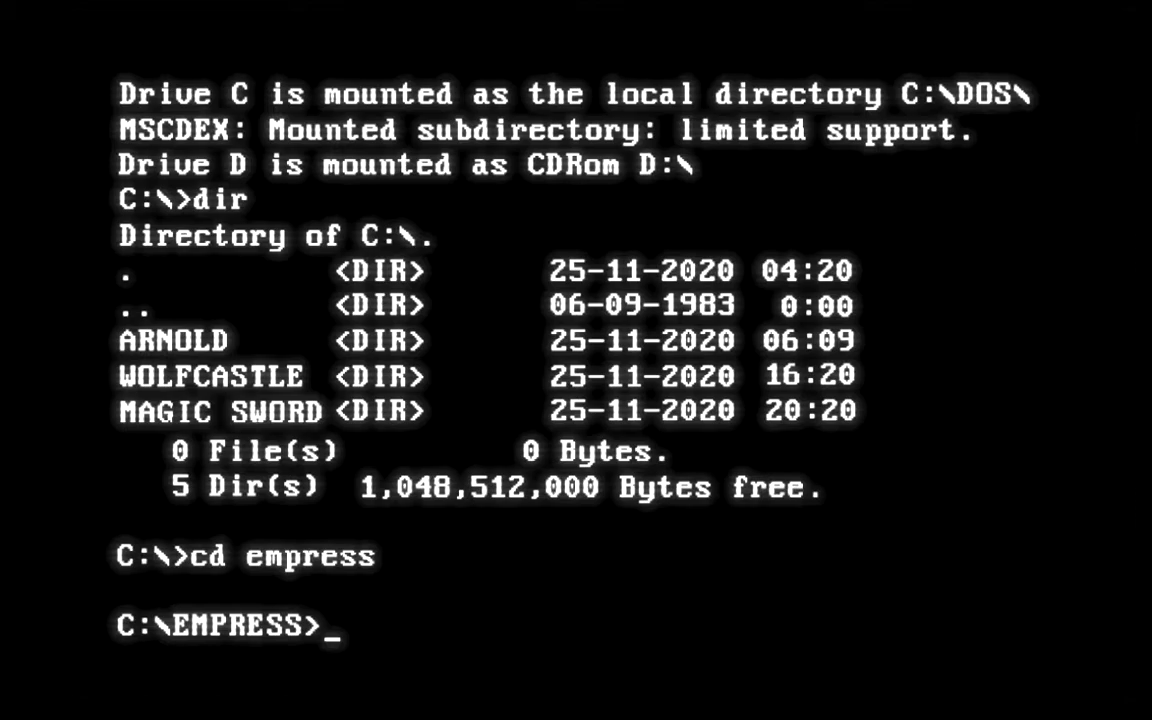 Drive C is mounted as the local directory C:\DOS\
MSCDEX: Mounted subdirectory: limited support.
Drive D is mounted as CDRom D:\
C:\>dir
Directory of C:\.
. <DIR> 25-11-2020 04:20
.. <DIR> 06-09-1983 0:00
ARNOLD <DIR> 25-11-2020 06:09
WOLFCASTLE <DIR> 25-11-2020 16:20
MAGIC SWORD <DIR> 25-11-2020 20:20
0 File(s) 0 Bytes.
5 Dir(s) 1,048,512,000 Bytes free.
C:\>cd empress
C:\EMPRESS>_